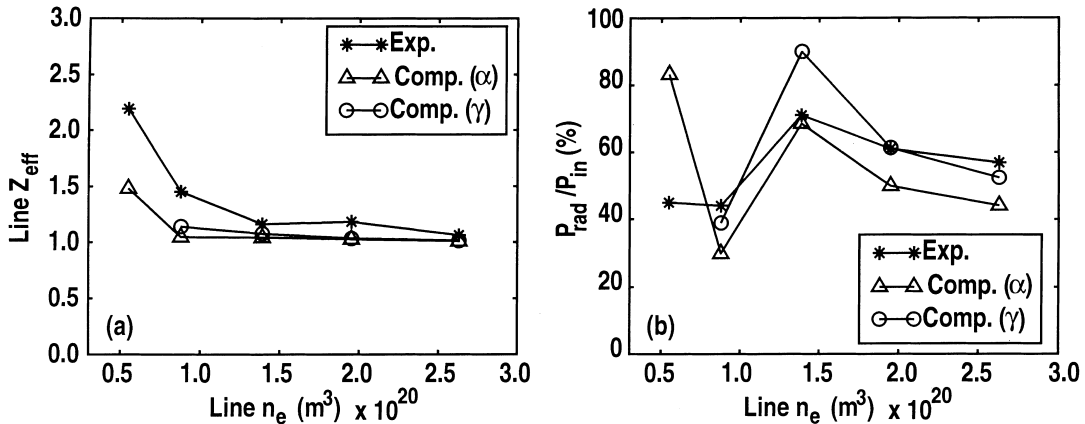 3.0
2.5
2.0
1.5
1.0
0.5
0.0
Line Z_eff
Exp.
Comp. (α)
Comp. (γ)
(a)
0.5 1.0 1.5 2.0 2.5 3.0
Line n_e (m³) x 10²⁰
100
80
60
40
20
0
P_rad /P_in (%)
Exp.
Comp. (α)
Comp. (γ)
(b)
0.5 1.0 1.5 2.0 2.5 3.0
Line n_e (m³) x 10²⁰